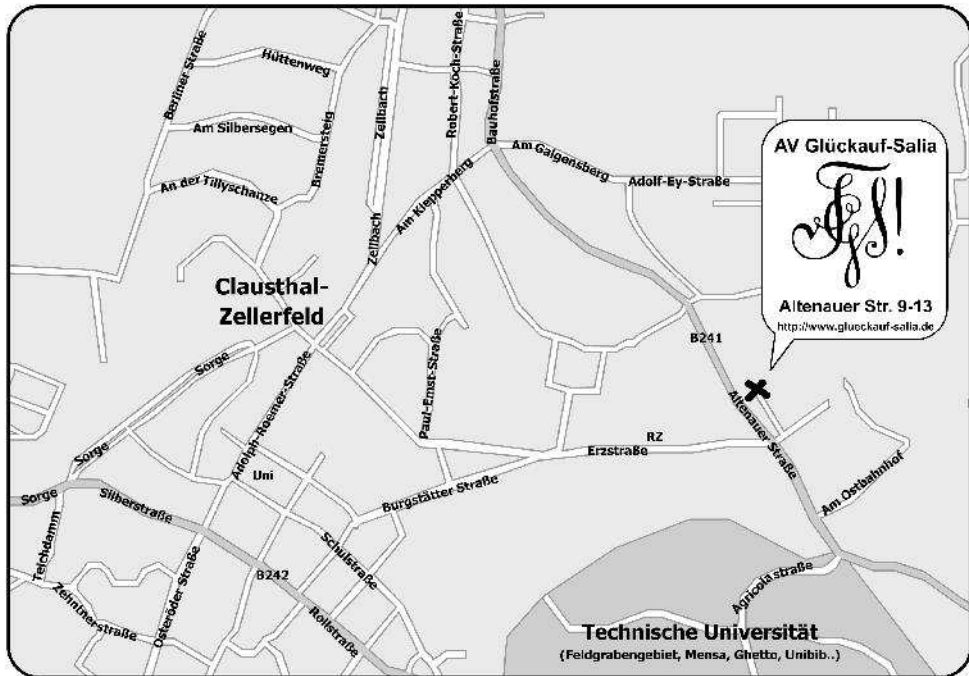 Hüttenweg
Berliner Straße
Am Silbersegen
Bremersteig
An der Tillyschanze
Zellbach
Zellbach
Robert-Koch-Straße
Bauhofstraße
Am Klepperberg
Am Galgensberg
Adolf-Ey-Straße
AV Glückauf-Salia
Altenauer Str. 9-13
http://www.glueckauf-salia.de
Clausthal-
Zellerfeld
B241
Sorge
Sorge
Sorge
Adolph-Roemer-Straße
Paul-Ernst-Straße
Altenauer Straße
RZ
Erzstraße
Uni
Burgstätter Straße
Am Ostbahnhof
Silberstraße
Teichdamm
Schulstraße
Zehntnerstraße
Osteröder Straße
B242
Rollstraße
Agricolastraße
Technische Universität
(Feldgrabengebiet, Mensa, Ghetto, Unibib..)